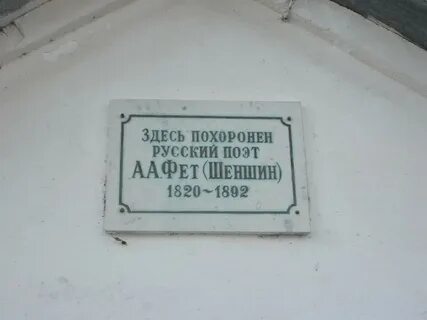 Здесь похоронен
русский поэт
А А Фет (Шеншин)
1820~1892